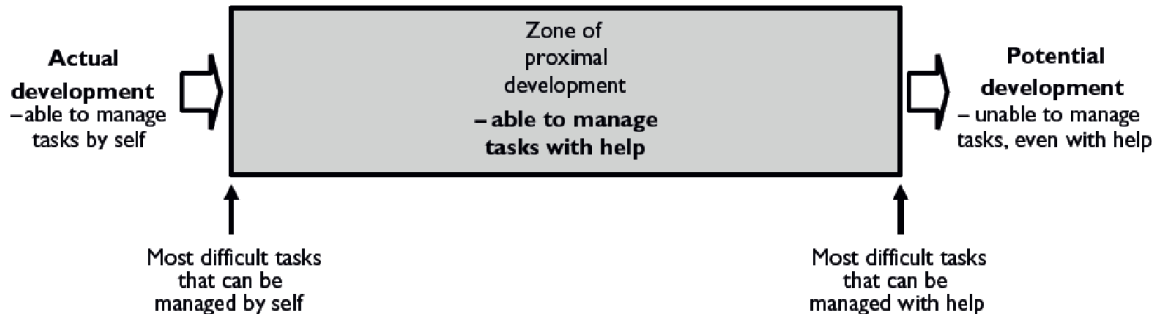 Actual
development
–able to manage
tasks by self
Zone of
proximal
development
– able to manage
tasks with help
Potential
development
– unable to manage
tasks, even with help
Most difficult tasks
that can be
managed by self
Most difficult tasks
that can be
managed with help